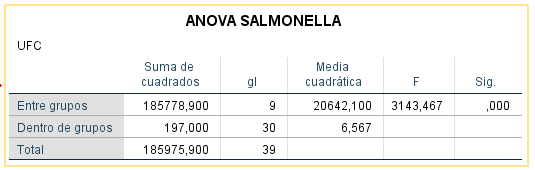 ANOVA SALMONELLA
UFC
Suma de cuadrados gl Media cuadrática F Sig.
Entre grupos 185778,900 9 20642,100 3143,467 ,000
Dentro de grupos 197,000 30 6,567
Total 185975,900 39